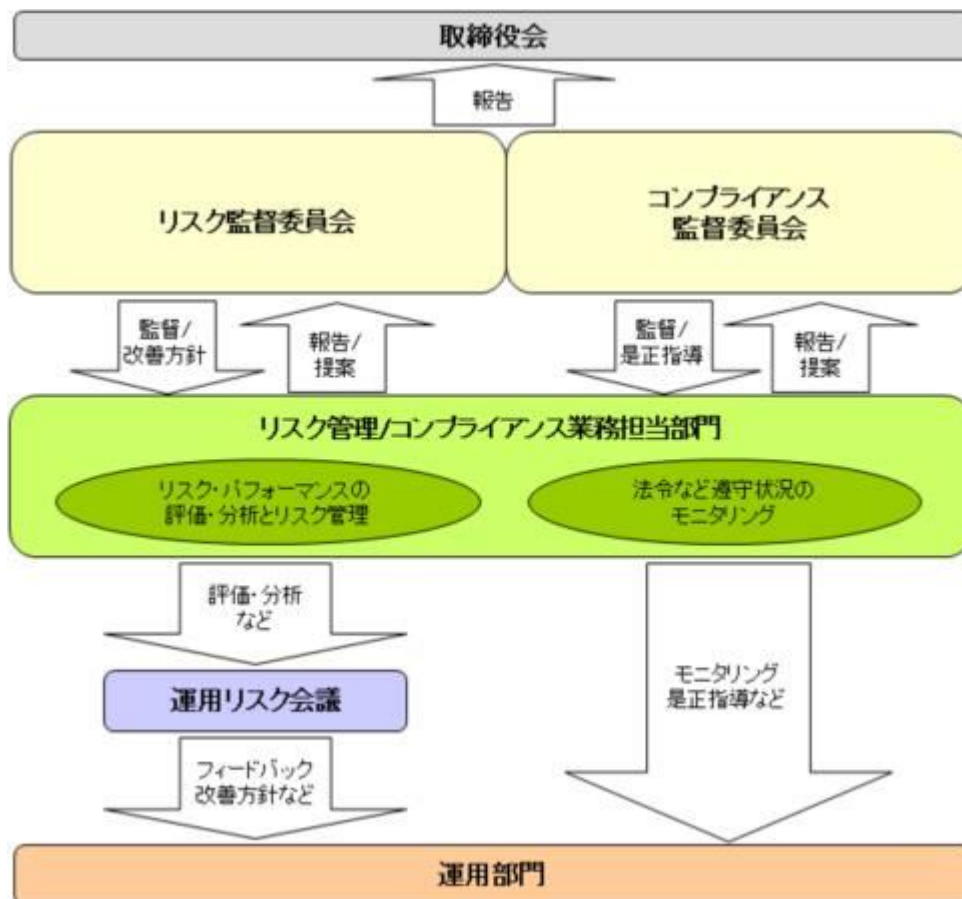 取締役会
報告
リスク監督委員会
コンプライアンス
監督委員会
監督/
改善方針
報告/
提案
監督/
是正指導
報告/
提案
リスク管理/コンプライアンス業務担当部門
リスク・パフォーマンスの
評価・分析とリスク管理
法令など遵守状況の
モニタリング
評価・分析
など
運用リスク会議
モニタリング
是正指導など
フィードバック
改善方針など
運用部門